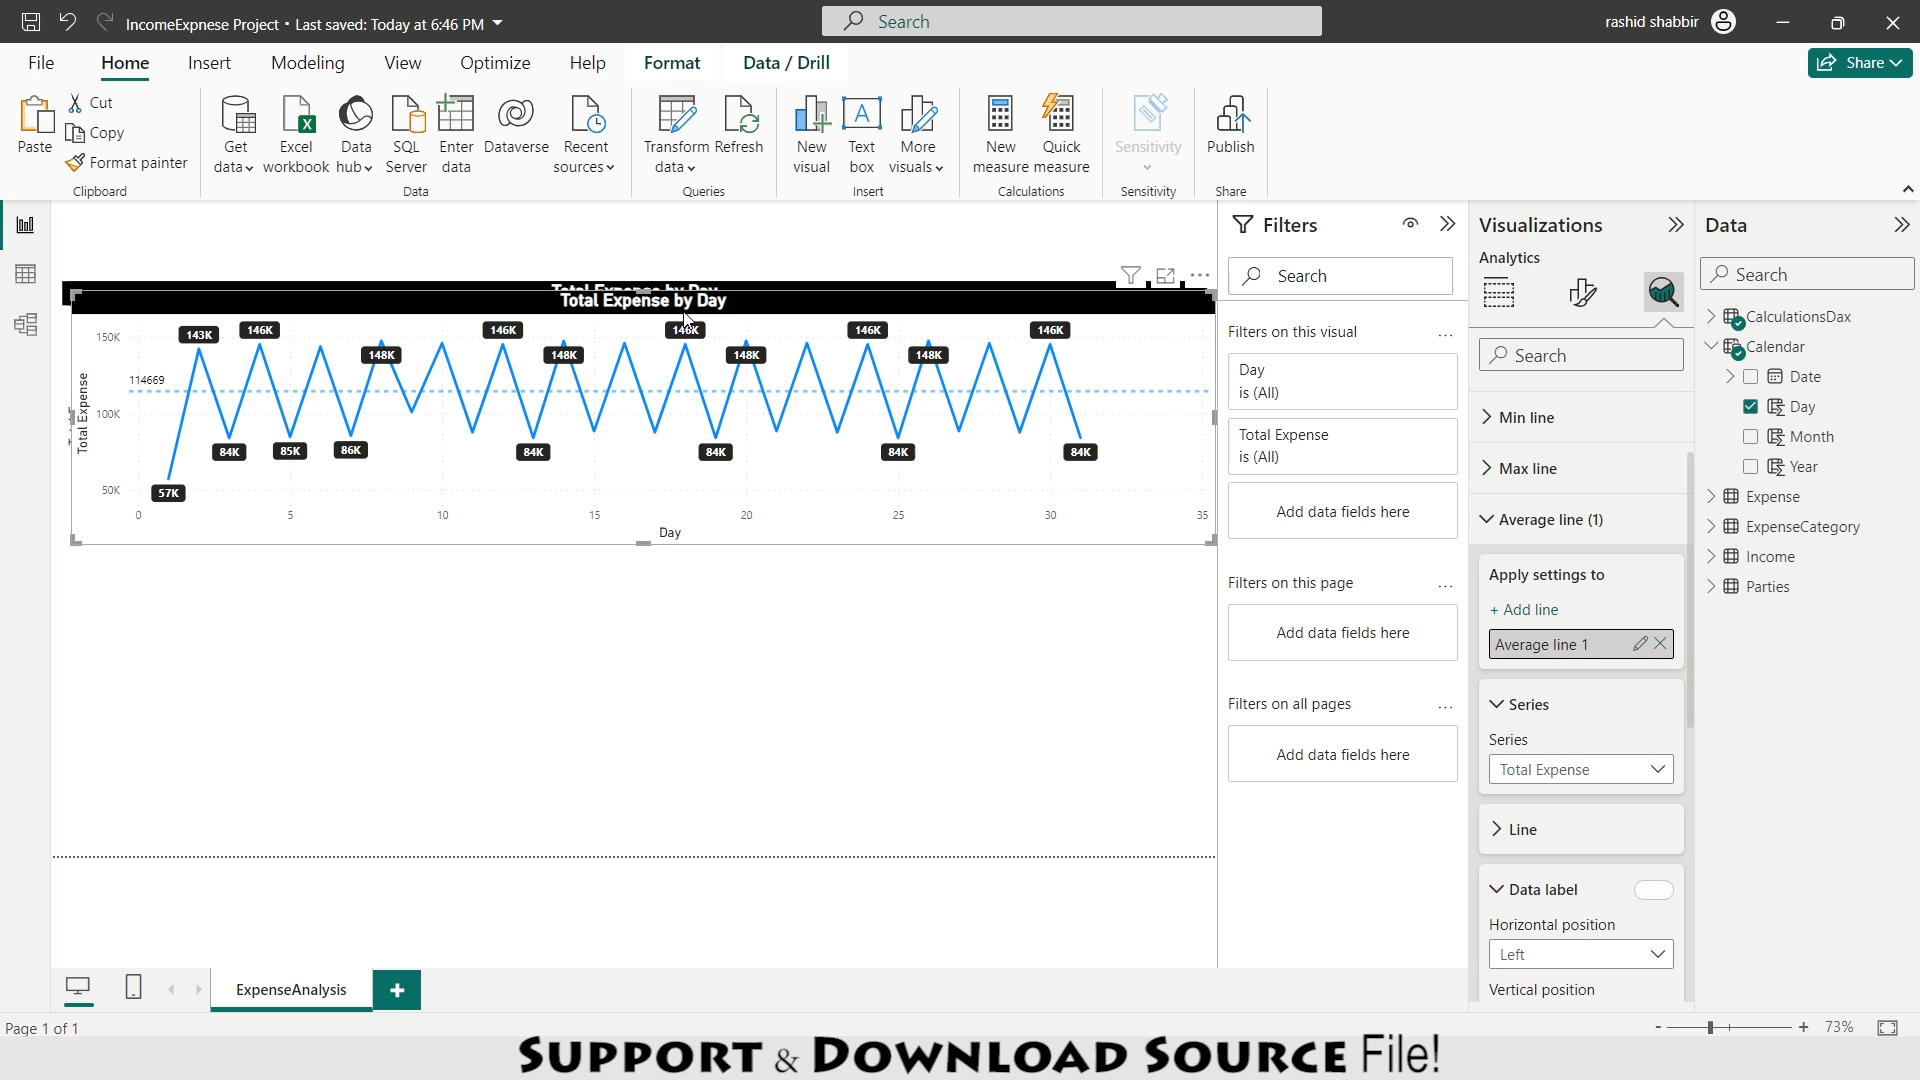 IncomeExpnese Project • Last saved: Today at 6:46 PM
Search
rashid shabbir
File Home Insert Modeling View Optimize Help Format Data / Drill
Share
Paste
Cut
Copy
Format painter
Clipboard
Get data
Excel workbook
Data hub
SQL Server
Enter data
Dataverse
Recent sources
Data
Transform data
Refresh
Queries
New visual
Text box
More visuals
Insert
New measure
Quick measure
Calculations
Sensitivity
Sensitivity
Publish
Share
Total Expense by Day
Total Expense by Day
Total Expense
150K
100K
50K
114669
143K 146K 146K 146K 146K 146K
148K 148K 148K 148K
84K 85K 86K 84K 84K 84K 84K
57K
0 5 10 15 20 25 30 35
Day
Filters
Search
Filters on this visual ...
Day
is (All)
Total Expense
is (All)
Add data fields here
Filters on this page ...
Add data fields here
Filters on all pages ...
Add data fields here
Visualizations
Analytics
Search
Min line
Max line
Average line (1)
Apply settings to
+ Add line
Average line 1
Series
Series
Total Expense
Line
Data label
Horizontal position
Left
Vertical position
Data
Search
CalculationsDax
Calendar
Date
Day
Month
Year
Expense
ExpenseCategory
Income
Parties
ExpenseAnalysis
+
Page 1 of 1
- + 73%
Support & Download Source File!